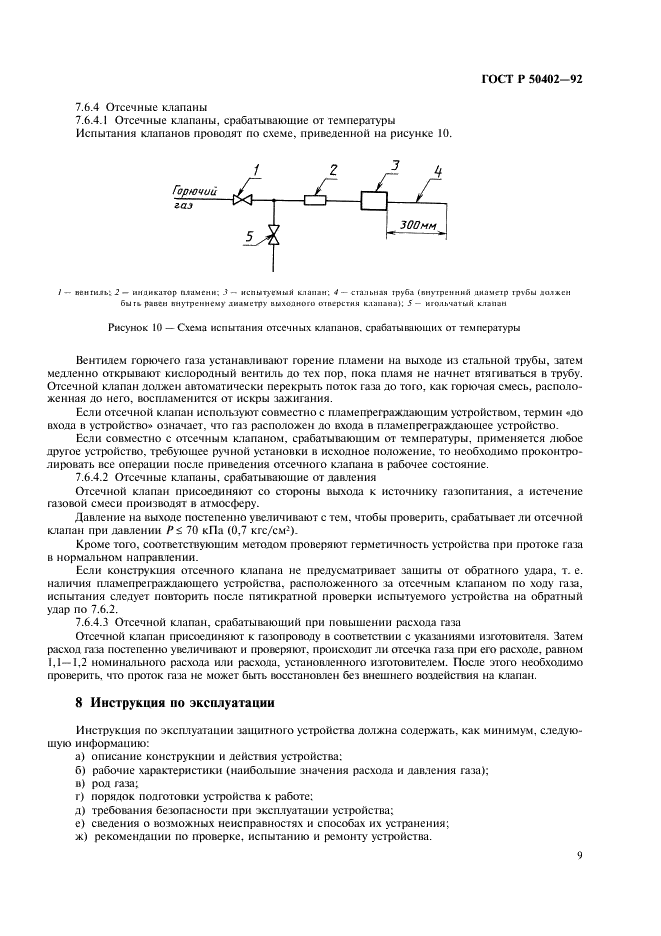 ГОСТ Р 50402—92
7.6.4 Отсечные клапаны
7.6.4.1 Отсечные клапаны, срабатывающие от температуры
Испытания клапанов проводят по схеме, приведенной на рисунке 10.
1 2 3 4
Горючий
газ
300мм
5
1 — вентиль; 2 — индикатор пламени; 3 — испытуемый клапан; 4 — стальная труба (внутренний диаметр трубы должен
быть равен внутреннему диаметру выходного отверстия клапана); 5 — игольчатый клапан
Рисунок 10 — Схема испытания отсечных клапанов, срабатывающих от температуры
Вентилем горючего газа устанавливают горение пламени на выходе из стальной трубы, затем
медленно открывают кислородный вентиль до тех пор, пока пламя не начнет втягиваться в трубу.
Отсечной клапан должен автоматически перекрыть поток газа до того, как горючая смесь, располо-
женная до него, воспламенится от искры зажигания.
Если отсечной клапан используют совместно с пламепреграждающим устройством, термин «до
входа в устройство» означает, что газ расположен до входа в пламепреграждающее устройство.
Если совместно с отсечным клапаном, срабатывающим от температуры, применяется любое
другое устройство, требующее ручной установки в исходное положение, то необходимо проконтро-
лировать все операции после приведения отсечного клапана в рабочее состояние.
7.6.4.2 Отсечные клапаны, срабатывающие от давления
Отсечной клапан присоединяют со стороны выхода к источнику газопитания, а истечение
газовой смеси производят в атмосферу.
Давление на выходе постепенно увеличивают с тем, чтобы проверить, срабатывает ли отсечной
клапан при давлении P ≤ 70 кПа (0,7 кгс/см²).
Кроме того, соответствующим методом проверяют герметичность устройства при протоке газа
в нормальном направлении.
Если конструкция отсечного клапана не предусматривает защиты от обратного удара, т. е.
наличия пламепреграждающего устройства, расположенного за отсечным клапаном по ходу газа,
испытания следует повторить после пятикратной проверки испытуемого устройства на обратный
удар по 7.6.2.
7.6.4.3 Отсечной клапан, срабатывающий при повышении расхода газа
Отсечной клапан присоединяют к газопроводу в соответствии с указаниями изготовителя. Затем
расход газа постепенно увеличивают и проверяют, происходит ли отсечка газа при его расходе, равном
1,1—1,2 номинального расхода или расхода, установленного изготовителем. После этого необходимо
проверить, что проток газа не может быть восстановлен без внешнего воздействия на клапан.
8 Инструкция по эксплуатации
Инструкция по эксплуатации защитного устройства должна содержать, как минимум, следую-
щую информацию:
а) описание конструкции и действия устройства;
б) рабочие характеристики (наибольшие значения расхода и давления газа);
в) род газа;
г) порядок подготовки устройства к работе;
д) требования безопасности при эксплуатации устройства;
е) сведения о возможных неисправностях и способах их устранения;
ж) рекомендации по проверке, испытанию и ремонту устройства.
9